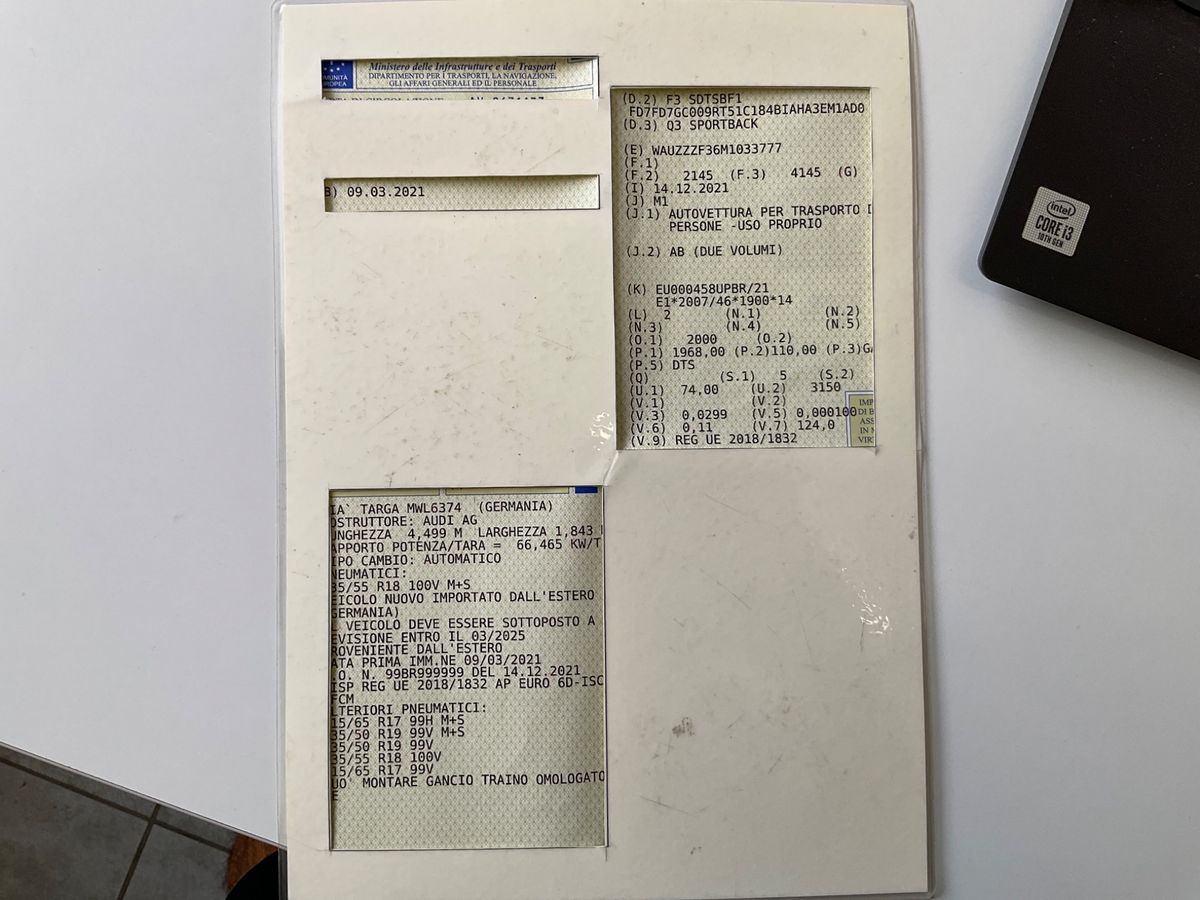 Ministero delle Infrastrutture e dei Trasporti
DIPARTIMENTO PER I TRASPORTI, LA NAVIGAZIONE,
GLI AFFARI GENERALI ED IL PERSONALE
MUNITÀ
ROPEA
B) 09.03.2021
(D.2) F3 SDTSBF1
FD7FD7GC009RT51C184BIAHA3EM1AD0
(D.3) Q3 SPORTBACK
(E) WAUZZZF36M1033777
(F.1)
(F.2) 2145 (F.3) 4145 (G)
(I) 14.12.2021
(J) M1
(J.1) AUTOVETTURA PER TRASPORTO D
PERSONE -USO PROPRIO
(J.2) AB (DUE VOLUMI)
(K) EU000458UPBR/21
E1*2007/46*1900*14
(L) 2 (N.1) (N.2)
(N.3) (N.4) (N.5)
(O.1) 2000 (O.2)
(P.1) 1968,00 (P.2)110,00 (P.3)GA
(P.5) DTS
(Q) (S.1) 5 (S.2)
(U.1) 74,00 (U.2) 3150
(V.1) (V.2)
(V.3) 0,0299 (V.5) 0,000100
(V.6) 0,11 (V.7) 124,0
(V.9) REG UE 2018/1832
IMP
DI B
ASS
IN M
VIR
IA` TARGA MWL6374 (GERMANIA)
OSTRUTTORE: AUDI AG
UNGHEZZA 4,499 M LARGHEZZA 1,843
APPORTO POTENZA/TARA = 66,465 KW/T
IPO CAMBIO: AUTOMATICO
NEUMATICI:
35/55 R18 100V M+S
EICOLO NUOVO IMPORTATO DALL'ESTERO
GERMANIA)
VEICOLO DEVE ESSERE SOTTOPOSTO A
EVISIONE ENTRO IL 03/2025
ROVENIENTE DALL'ESTERO
ATA PRIMA IMM.NE 09/03/2021
.O. N. 99BR999999 DEL 14.12.2021
ISP REG UE 2018/1832 AP EURO 6D-ISC
FCM
LTERIORI PNEUMATICI:
15/65 R17 99H M+S
35/50 R19 99V M+S
35/50 R19 99V
35/55 R18 100V
15/65 R17 99V
UO' MONTARE GANCIO TRAINO OMOLOGATO
E
intel
CORE i3
10TH GEN